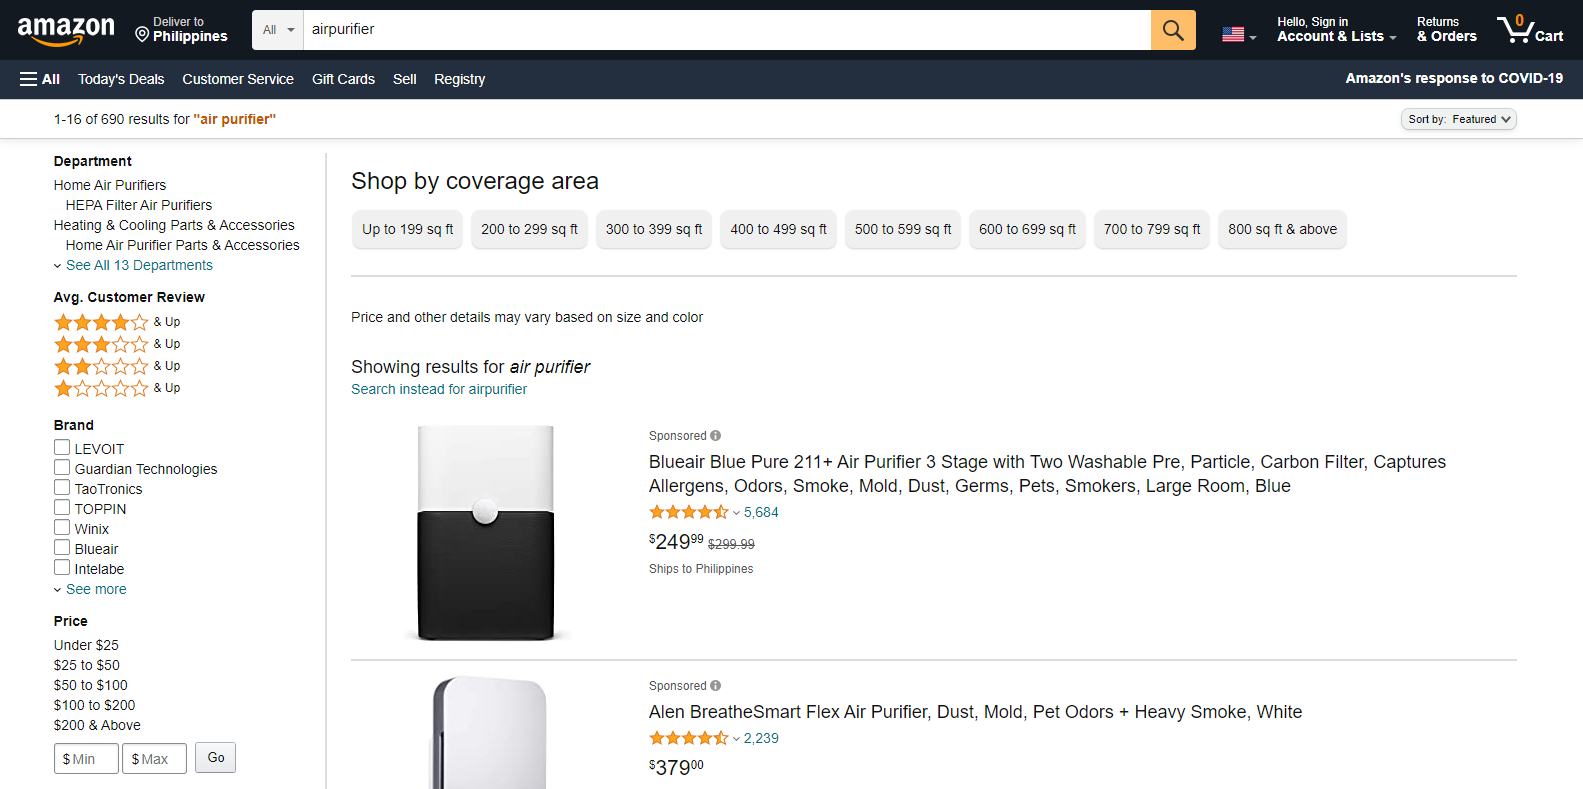 amazon
Deliver to
Philippines
All
airpurifier
Hello, Sign in
Account & Lists
Returns
& Orders
0
Cart
All
Today's Deals
Customer Service
Gift Cards
Sell
Registry
Amazon's response to COVID-19
1-16 of 690 results for "air purifier"
Sort by: Featured
Department
Home Air Purifiers
HEPA Filter Air Purifiers
Heating & Cooling Parts & Accessories
Home Air Purifier Parts & Accessories
See All 13 Departments
Avg. Customer Review
& Up
& Up
& Up
& Up
Brand
LEVOIT
Guardian Technologies
TaoTronics
TOPPIN
Winix
Blueair
Intelabe
See more
Price
Under $25
$25 to $50
$50 to $100
$100 to $200
$200 & Above
$ Min
$ Max
Go
Shop by coverage area
Up to 199 sq ft
200 to 299 sq ft
300 to 399 sq ft
400 to 499 sq ft
500 to 599 sq ft
600 to 699 sq ft
700 to 799 sq ft
800 sq ft & above
Price and other details may vary based on size and color
Showing results for air purifier
Search instead for airpurifier
Sponsored
Blueair Blue Pure 211+ Air Purifier 3 Stage with Two Washable Pre, Particle, Carbon Filter, Captures
Allergens, Odors, Smoke, Mold, Dust, Germs, Pets, Smokers, Large Room, Blue
5,684
$24999 $299.99
Ships to Philippines
Sponsored
Alen BreatheSmart Flex Air Purifier, Dust, Mold, Pet Odors + Heavy Smoke, White
2,239
$37900